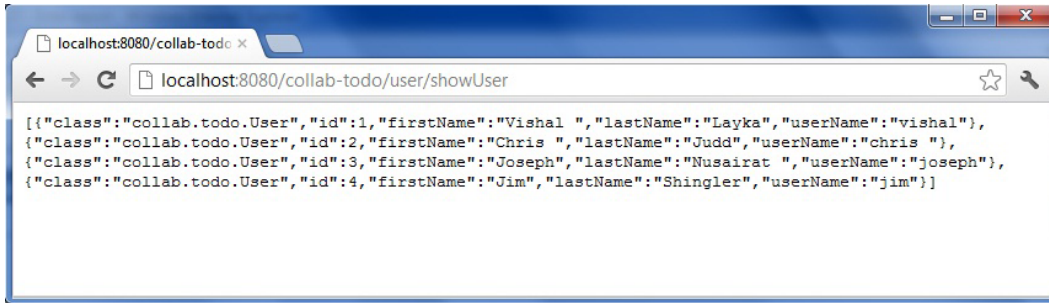 localhost:8080/collab-todo
localhost:8080/collab-todo/user/showUser
[{"class":"collab.todo.User","id":1,"firstName":"Vishal ","lastName":"Layka","userName":"vishal"},
{"class":"collab.todo.User","id":2,"firstName":"Chris ","lastName":"Judd","userName":"chris "},
{"class":"collab.todo.User","id":3,"firstName":"Joseph","lastName":"Nusairat ","userName":"joseph"},
{"class":"collab.todo.User","id":4,"firstName":"Jim","lastName":"Shingler","userName":"jim"}]